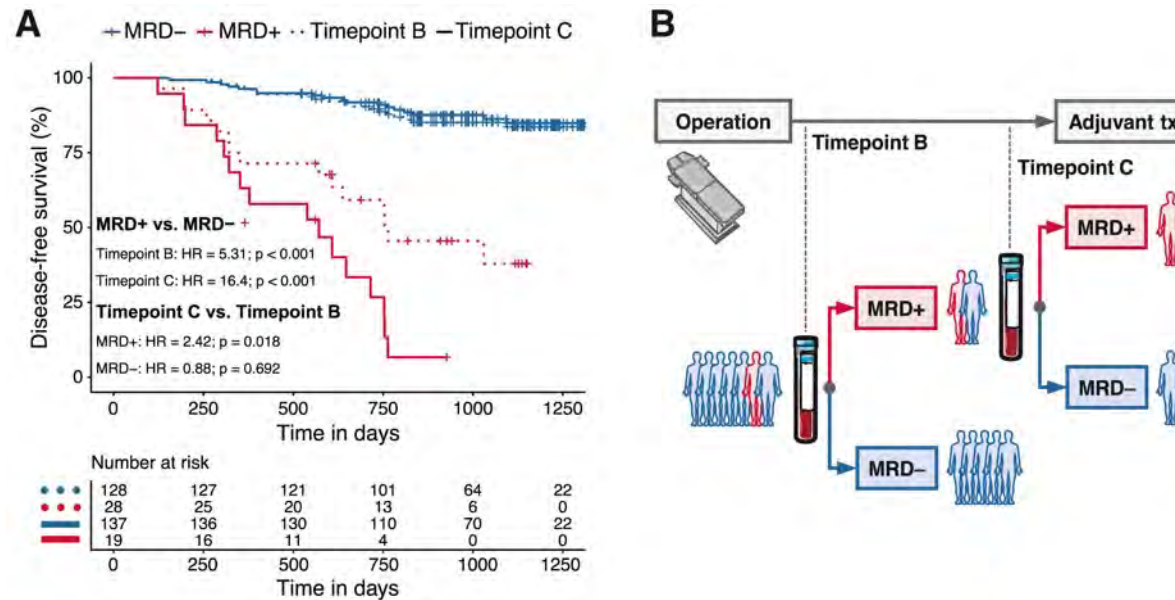 A
MRD– MRD+ Timepoint B Timepoint C
Disease-free survival (%)
100
75
50
25
0
MRD+ vs. MRD–
Timepoint B: HR = 5.31; p < 0.001
Timepoint C: HR = 16.4; p < 0.001
Timepoint C vs. Timepoint B
MRD+: HR = 2.42; p = 0.018
MRD–: HR = 0.88; p = 0.692
0 250 500 750 1000 1250
Time in days
Number at risk
128 127 121 101 64 22
28 25 20 13 6 0
137 136 130 110 70 22
19 16 11 4 0 0
0 250 500 750 1000 1250
Time in days
B
Operation
Adjuvant tx
Timepoint B
Timepoint C
MRD+
MRD+
MRD–
MRD–